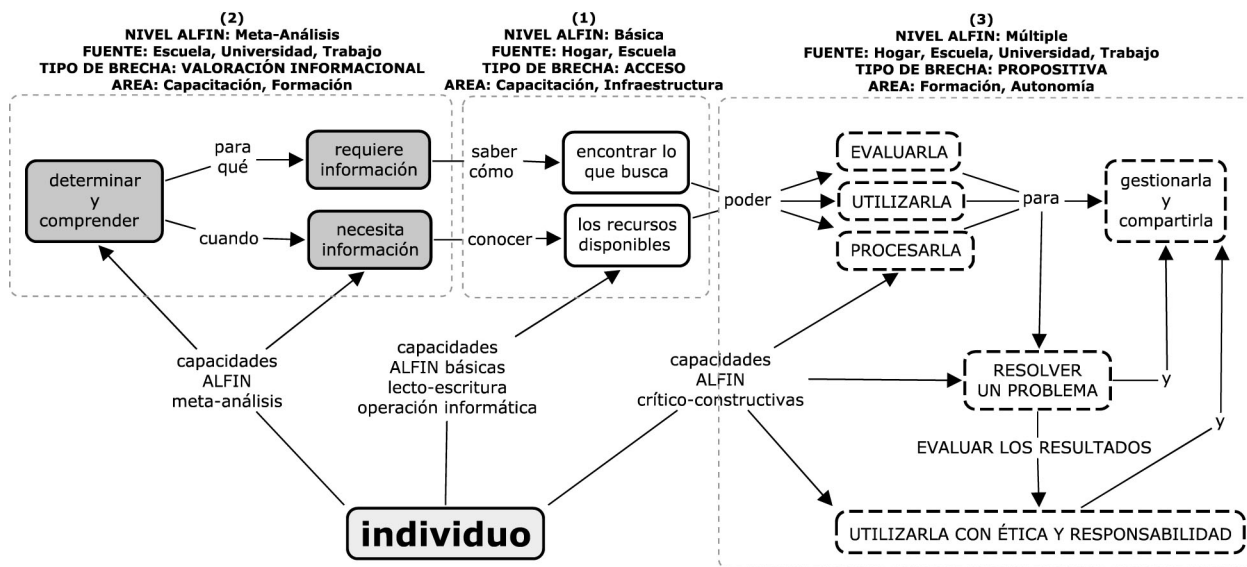 (2)
NIVEL ALFIN: Meta-Análisis
FUENTE: Escuela, Universidad, Trabajo
TIPO DE BRECHA: VALORACIÓN INFORMACIONAL
AREA: Capacitación, Formación
(1)
NIVEL ALFIN: Básica
FUENTE: Hogar, Escuela
TIPO DE BRECHA: ACCESO
AREA: Capacitación, Infraestructura
(3)
NIVEL ALFIN: Múltiple
FUENTE: Hogar, Escuela, Universidad, Trabajo
TIPO DE BRECHA: PROPOSITIVA
AREA: Formación, Autonomía
determinar
y
comprender
para
qué
cuando
requiere
información
necesita
información
saber
cómo
conocer
encontrar lo
que busca
los recursos
disponibles
poder
EVALUARLA
UTILIZARLA
PROCESARLA
para
gestionarla
y
compartirla
capacidades
ALFIN
meta-análisis
capacidades
ALFIN básicas
lecto-escritura
operación informática
capacidades
ALFIN
crítico-constructivas
RESOLVER
UN PROBLEMA
y
y
EVALUAR LOS RESULTADOS
individuo
UTILIZARLA CON ÉTICA Y RESPONSABILIDAD